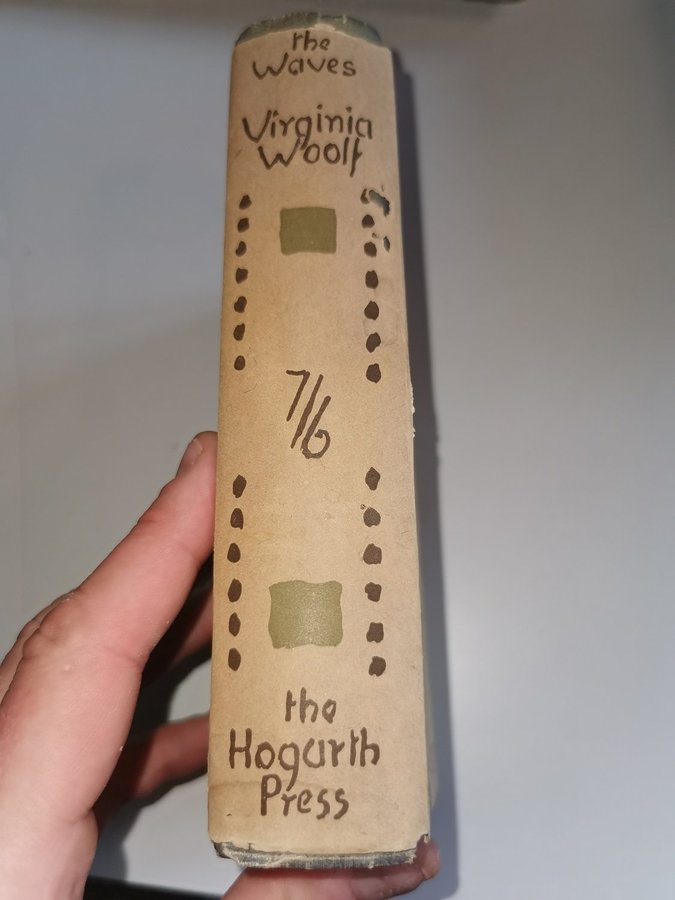 the
Waves
Virginia
Woolf
7/6
the
Hogarth
Press